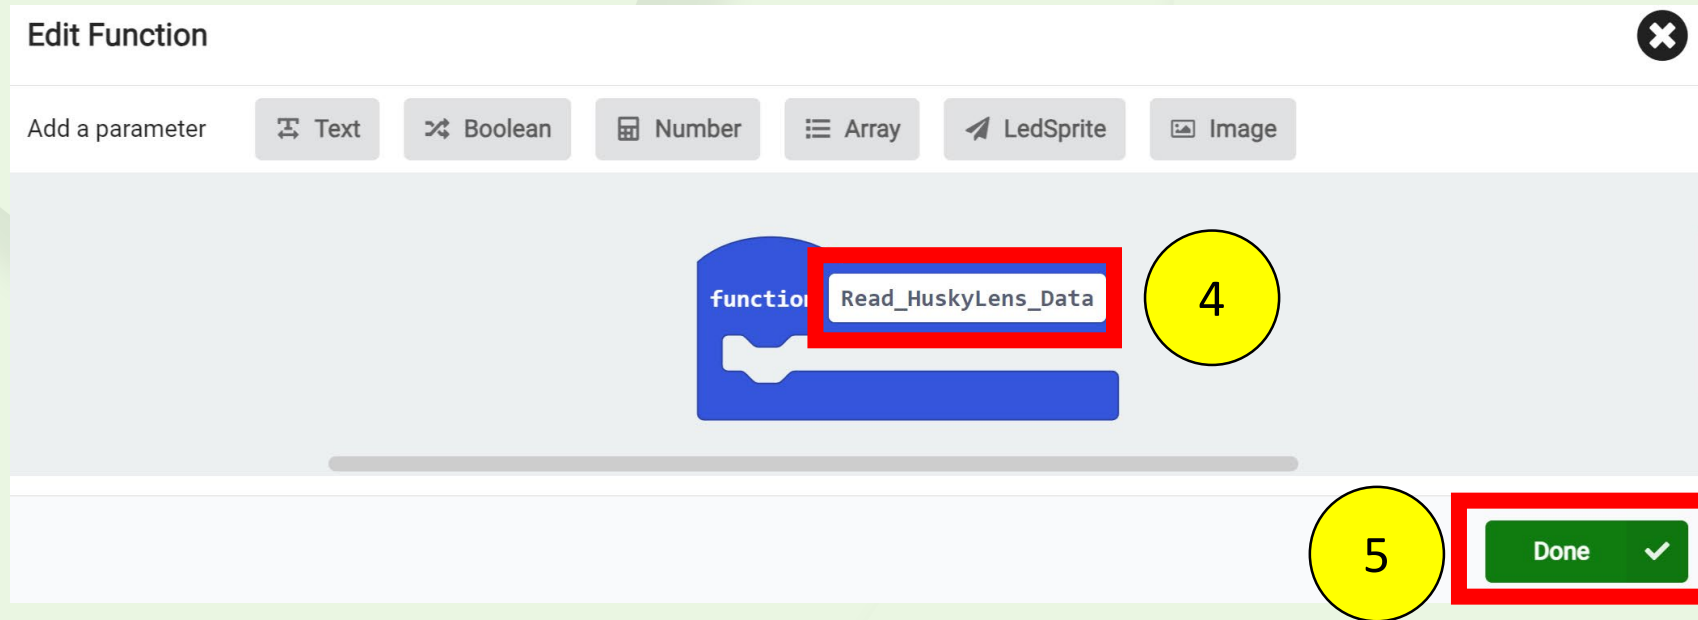 Edit Function
Add a parameter Text Boolean Number Array LedSprite Image
function Read_HuskyLens_Data 4
5 Done